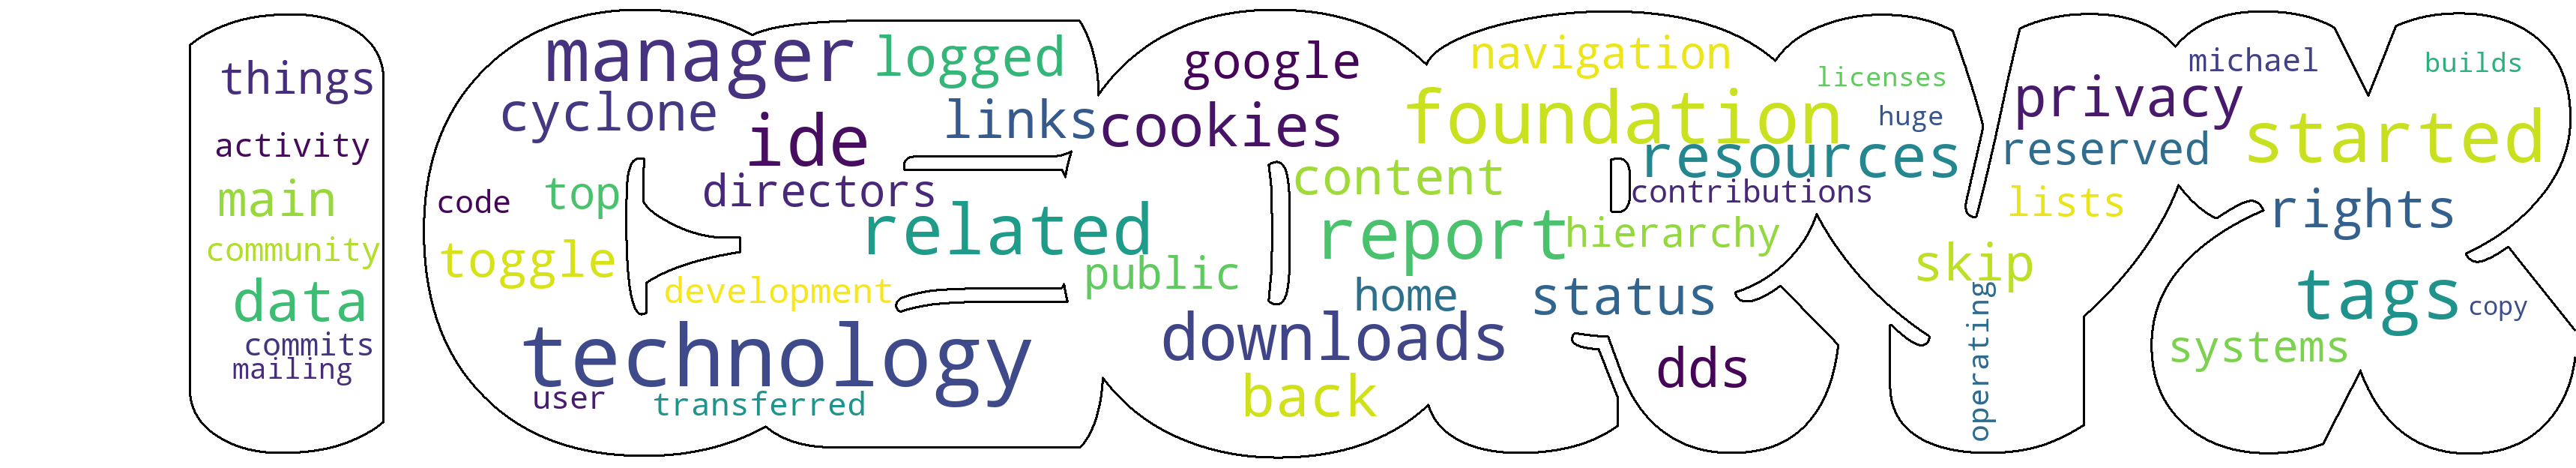 things
activity
main
community
data
commits
mailing
manager
logged
cyclone
ide
links
code
top
directors
related
toggle
development
technology
user
transferred
google
cookies
navigation
foundation
licenses
huge
content
resources
contributions
report
hierarchy
public
home
status
downloads
back
dds
michael
builds
privacy
started
reserved
lists
rights
skip
operating
tags
copy
systems